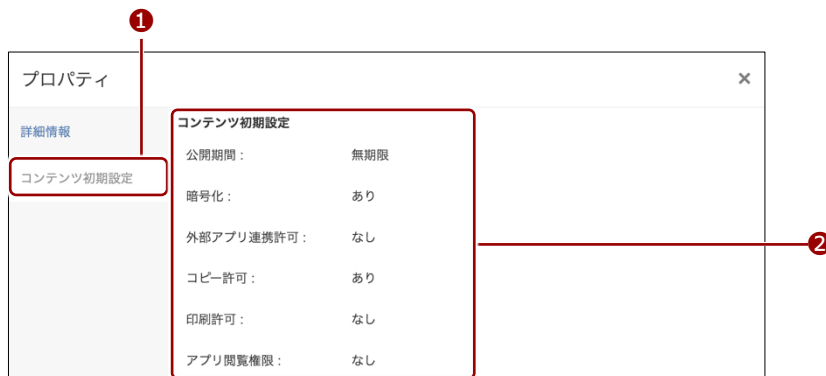 ❶
プロパティ ×
詳細情報
コンテンツ初期設定
コンテンツ初期設定
公開期間： 無期限
暗号化： あり
外部アプリ連携許可： なし
コピー許可： あり
印刷許可： なし
アプリ閲覧権限： なし
❷